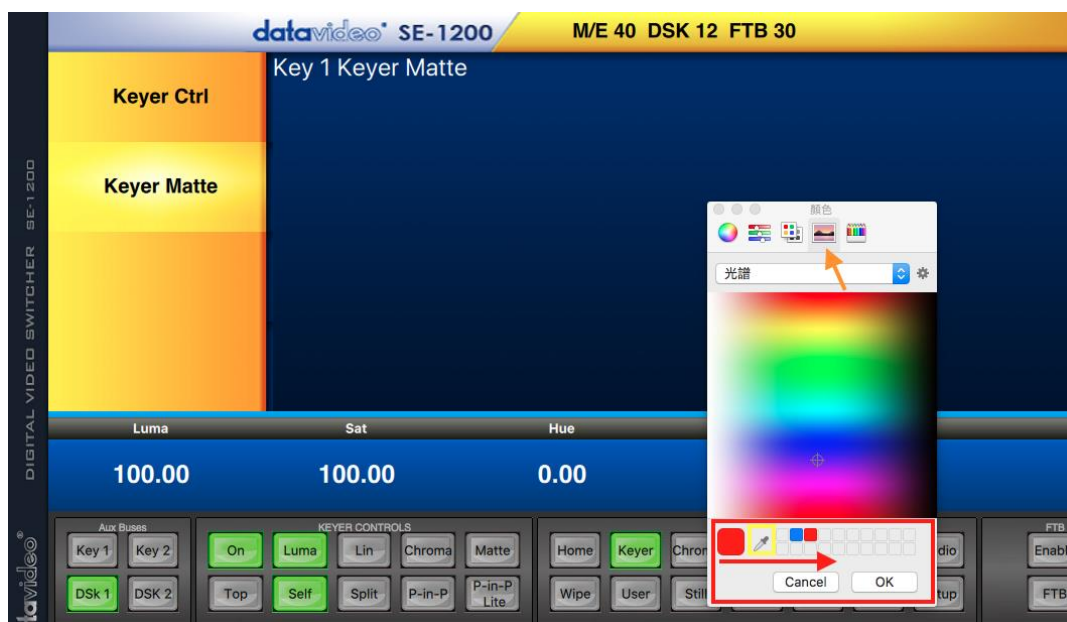 datavideo® SE-1200
M/E 40 DSK 12 FTB 30
Key 1 Keyer Matte
Keyer Ctrl
Keyer Matte
顏色
光譜
DIGITAL VIDEO SWITCHER SE-1200
Luma Sat Hue
100.00 100.00 0.00
Aux Buses KEYER CONTROLS FTB
Key 1 Key 2 On Luma Lin Chroma Matte Home Keyer
DSk 1 DSK 2 Top Self Split P-in-P P-in-P Lite Wipe User FTB
Cancel OK